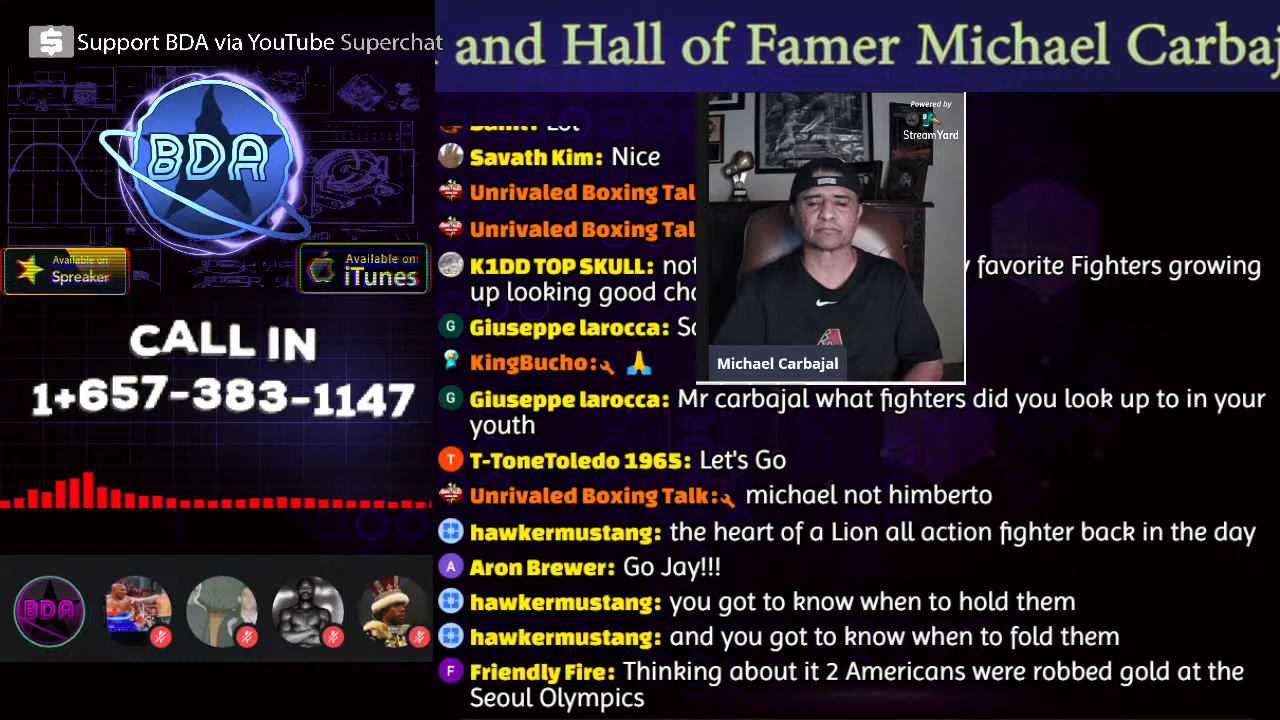 Support BDA via YouTube Superchat
and Hall of Famer Michael Carbaj
BDA
Available on
Spreaker
Available on
iTunes
CALL IN
1+657-383-1147
BDA
Powered by
StreamYard
Michael Carbajal
Savath Kim: Nice
Unrivaled Boxing Tal
Unrivaled Boxing Tal
K1DD TOP SKULL: not y favorite Fighters growing
up looking good
Giuseppe larocca:
KingBucho: 🙏
G
Giuseppe larocca: Mr carbajal what fighters did you look up to in your
youth
T
T-ToneToledo 1965: Let's Go
Unrivaled Boxing Talk: michael not himberto
hawkermustang: the heart of a Lion all action fighter back in the day
A
Aron Brewer: Go Jay!!!
hawkermustang: you got to know when to hold them
hawkermustang: and you got to know when to fold them
F
Friendly Fire: Thinking about it 2 Americans were robbed gold at the
Seoul Olympics